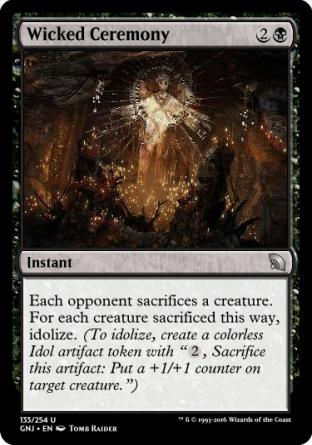 Wicked Ceremony 2
Instant
Each opponent sacrifices a creature.
For each creature sacrificed this way,
idolize. (To idolize, create a colorless
Idol artifact token with “ 2 , Sacrifice
this artifact: Put a +1/+1 counter on
target creature.”)
133/254 U
GNJ • EN Tomb Raider
™ & © 1993-2016 Wizards of the Coast